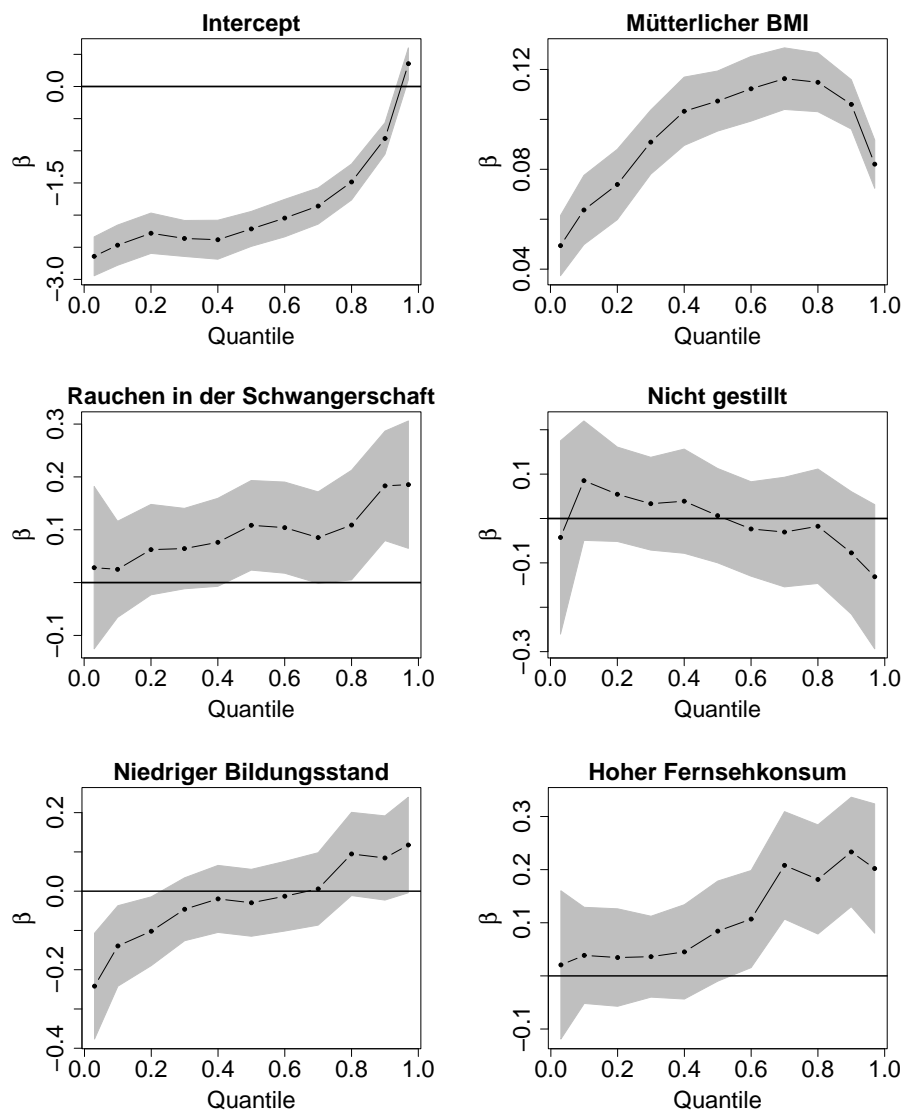 Intercept
β
0.0
−1.5
−3.0
0.0 0.2 0.4 0.6 0.8 1.0
Quantile
Mütterlicher BMI
β
0.12
0.08
0.04
0.0 0.2 0.4 0.6 0.8 1.0
Quantile
Rauchen in der Schwangerschaft
β
0.3
0.2
0.1
−0.1
0.0 0.2 0.4 0.6 0.8 1.0
Quantile
Nicht gestillt
β
0.1
−0.1
−0.3
0.0 0.2 0.4 0.6 0.8 1.0
Quantile
Niedriger Bildungsstand
β
0.2
0.0
−0.2
−0.4
0.0 0.2 0.4 0.6 0.8 1.0
Quantile
Hoher Fernsehkonsum
β
0.3
0.2
0.1
−0.1
0.0 0.2 0.4 0.6 0.8 1.0
Quantile